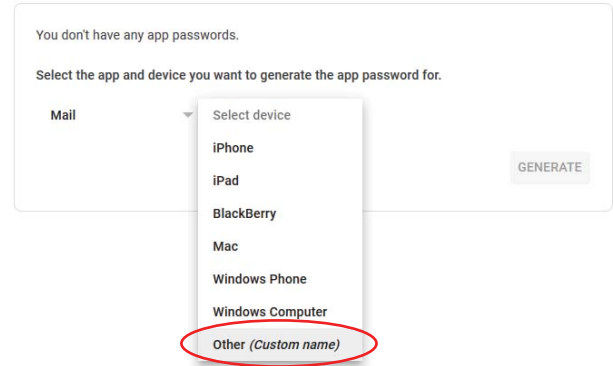 You don't have any app passwords.
Select the app and device you want to generate the app password for.
Mail
Select device
iPhone
iPad
BlackBerry
Mac
Windows Phone
Windows Computer
Other (Custom name)
GENERATE